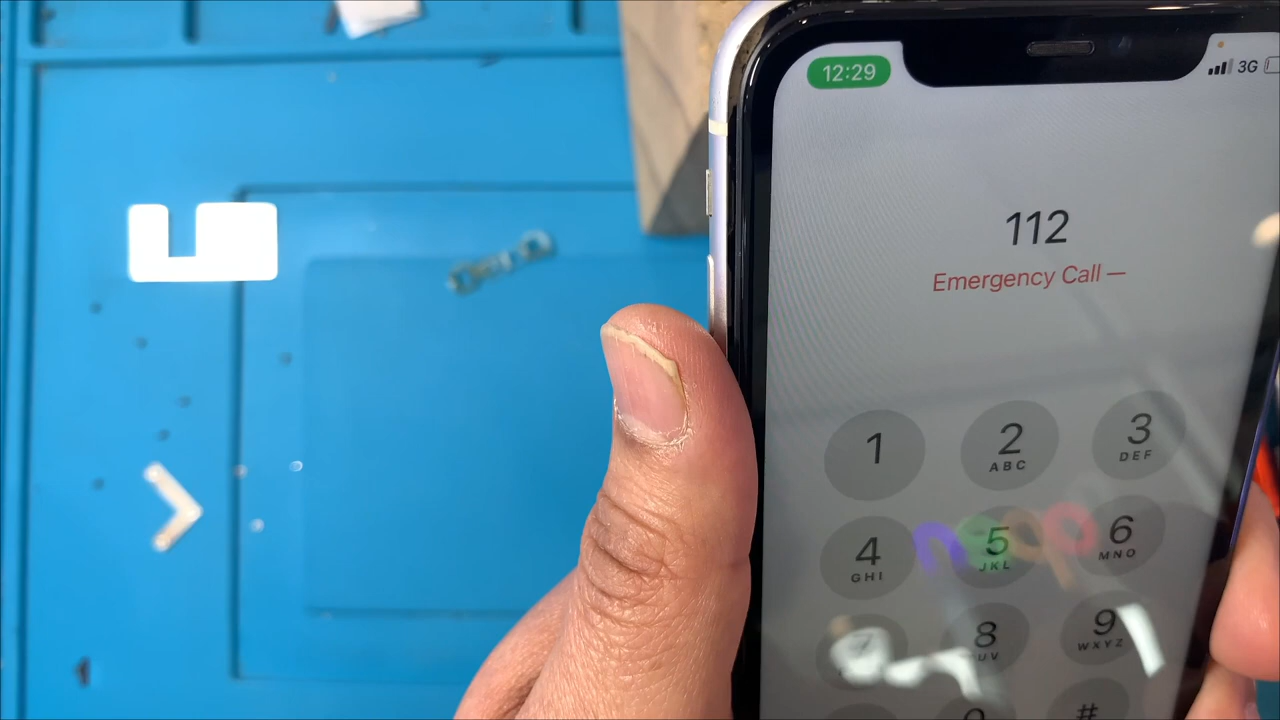 12:29
3G
112
Emergency Call —
1
2
ABC
3
DEF
4
GHI
5
JKL
6
MNO
8
9
WXYZ
#